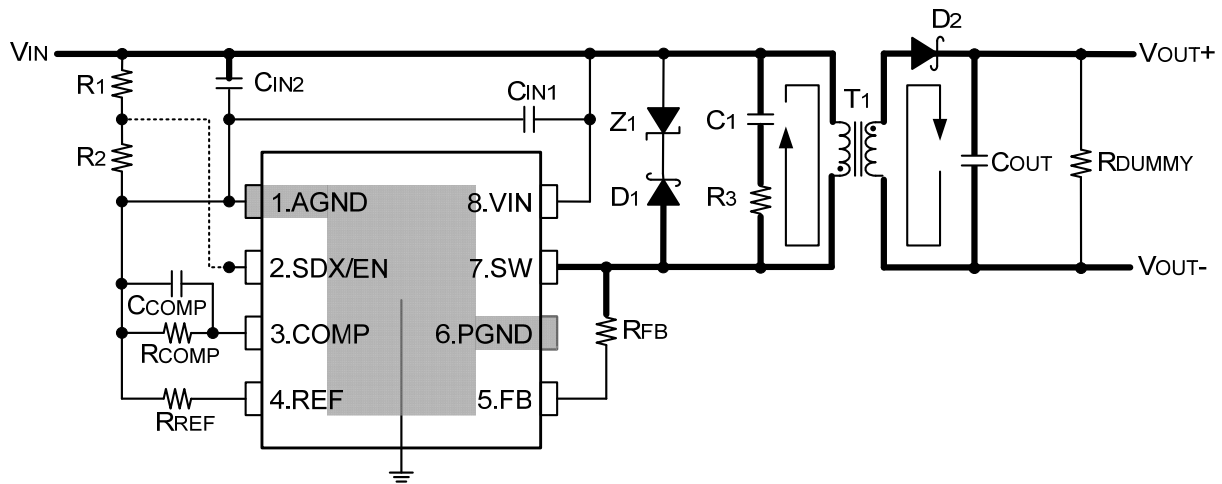 VIN
R1
CIN2
CIN1
R2
Z1
D1
C1
R3
T1
D2
COUT
RDUMMY
VOUT+
VOUT-
1.AGND
8.VIN
2.SDX/EN
7.SW
CCOMP
3.COMP
6.PGND
RCOMP
RFB
4.REF
5.FB
RREF